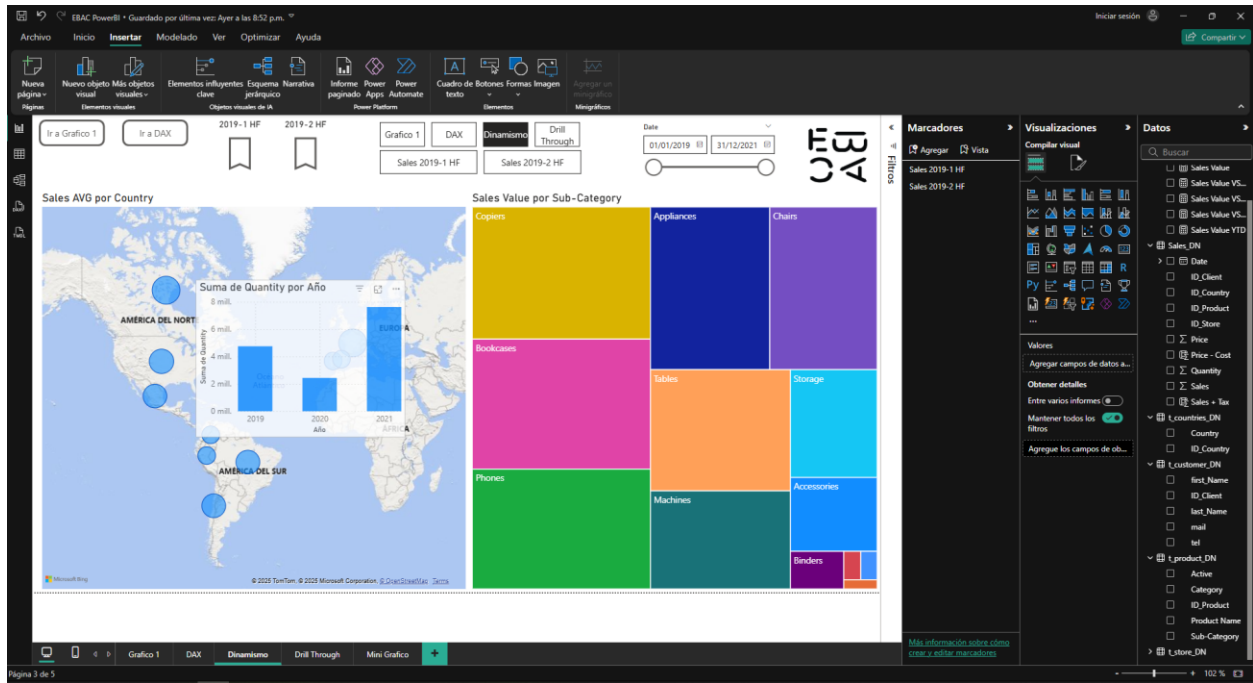 EBAC PowerBI • Guardado por última vez: Ayer a las 8:52 p.m.
Iniciar sesión
Archivo Inicio Insertar Modelado Ver Optimizar Ayuda
Compartir
Nueva página
Nuevo objeto visual
Más objetos visuales
Elementos influyentes clave
Esquema jerárquico
Narrativa
Informe paginado
Power Apps
Power Automate
Cuadro de texto
Botones
Formas
Imagen
Agregar un minigráfico
Páginas
Elementos visuales
Objetos visuales de IA
Power Platform
Elementos
Minigráficos
Ir a Grafico 1
Ir a DAX
2019-1 HF
2019-2 HF
Grafico 1
DAX
Dinamismo
Drill Through
Sales 2019-1 HF
Sales 2019-2 HF
Date
01/01/2019
31/12/2021
EBAC
Filtros
Sales AVG por Country
AMÉRICA DEL NORT
EUROPA
ÁFRICA
AMÉRICA DEL SUR
Suma de Quantity por Año
Suma de Quantity
8 mill.
6 mill.
4 mill.
2 mill.
0 mill.
2019
2020
2021
Año
Microsoft Bing
© 2025 TomTom, © 2025 Microsoft Corporation, © OpenStreetMap Terms
Sales Value por Sub-Category
Copiers
Appliances
Chairs
Bookcases
Tables
Storage
Phones
Machines
Accessories
Binders
Marcadores
Agregar
Vista
Sales 2019-1 HF
Sales 2019-2 HF
Más información sobre cómo
crear y editar marcadores
Visualizaciones
Compilar visual
R
Py
Valores
Agregar campos de datos a...
Obtener detalles
Entre varios informes
Mantener todos los
filtros
Agregue los campos de ob...
Datos
Buscar
Sales Value
Sales Value VS...
Sales Value VS...
Sales Value VS...
Sales Value YTD
Sales_DN
Date
ID_Client
ID_Country
ID_Product
ID_Store
Price
Price - Cost
Quantity
Sales
Sales + Tax
t_countries_DN
Country
ID_Country
t_customer_DN
first_Name
ID_Client
last_Name
mail
tel
t_product_DN
Active
Category
ID_Product
Product Name
Sub-Category
t_store_DN
Grafico 1
DAX
Dinamismo
Drill Through
Mini Grafico
Página 3 de 5
102 %